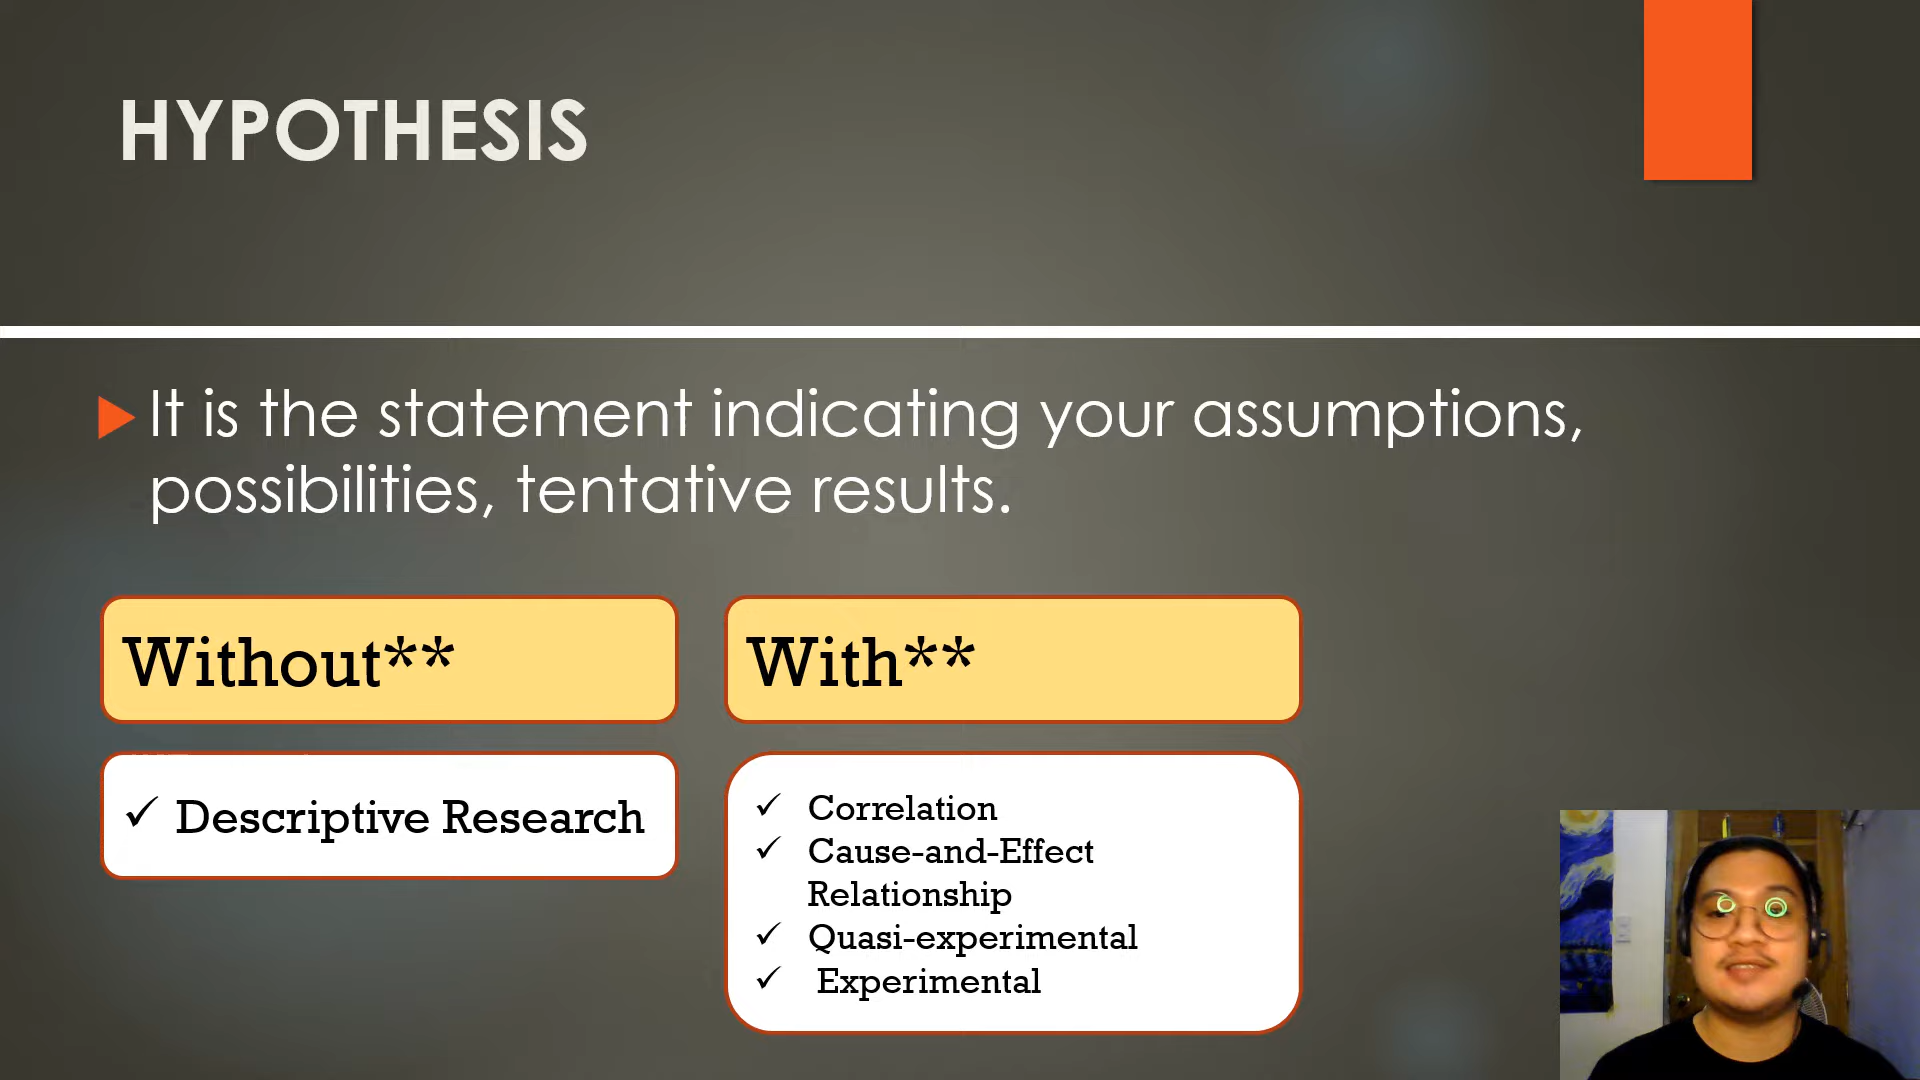 HYPOTHESIS
It is the statement indicating your assumptions,
possibilities, tentative results.
Without**
With**
Descriptive Research
Correlation
Cause-and-Effect
Relationship
Quasi-experimental
Experimental